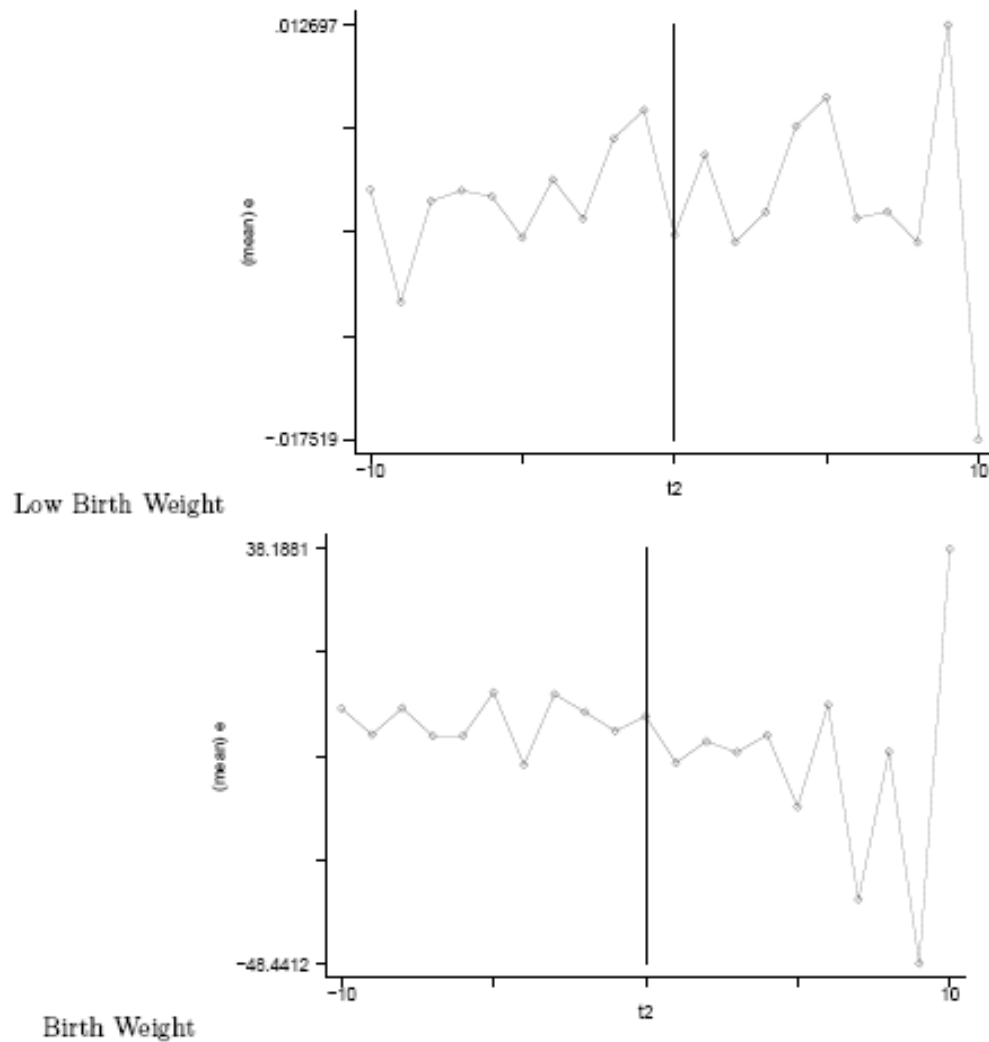 .012697
(mean) e
-.017519
-10
10
t2
Low Birth Weight
38.1881
(mean) e
-48.4412
-10
10
t2
Birth Weight